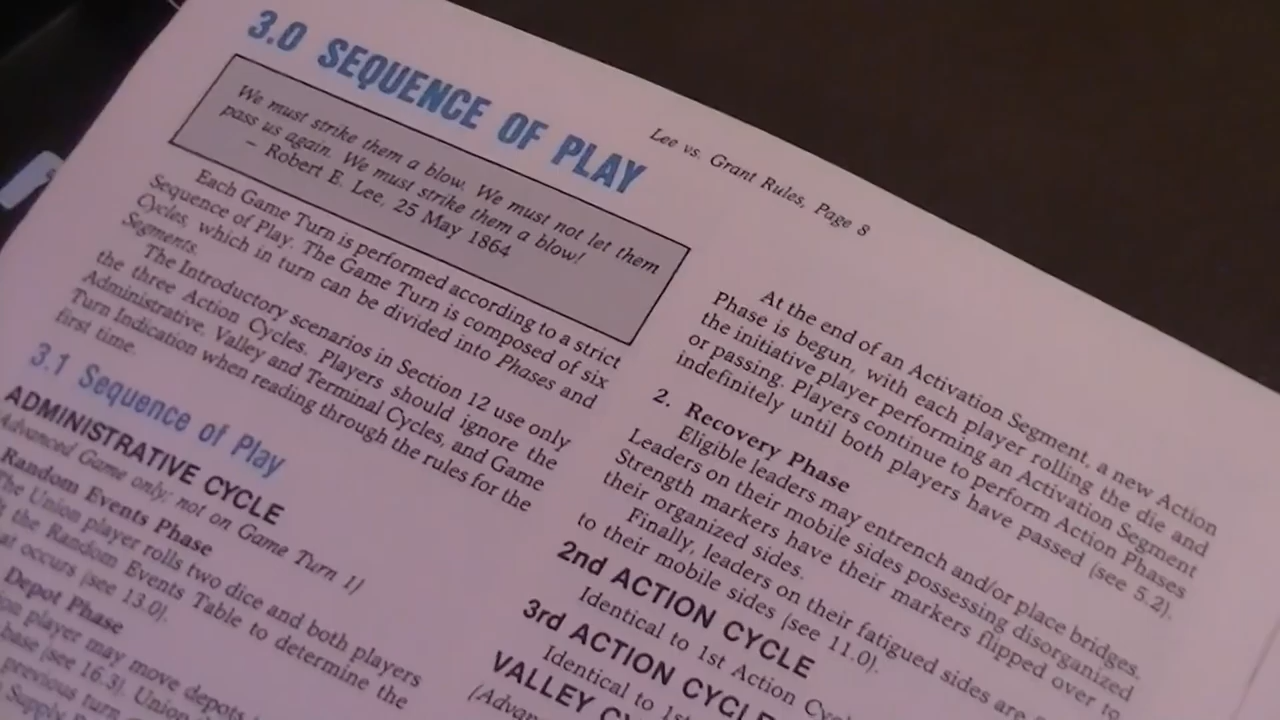 3.0 SEQUENCE OF PLAY
Lee vs. Grant Rules, Page 8
We must strike them a blow. We must not let them
pass us again. We must strike them a blow!
– Robert E. Lee, 25 May 1864
Each Game Turn is performed according to a strict
Sequence of Play. The Game Turn is composed of six
Cycles, which in turn can be divided into Phases and
Segments.
The Introductory scenarios in Section 12 use only
the three Action Cycles. Players should ignore the
Administrative, Valley and Terminal Cycles, and Game
Turn Indication when reading through the rules for the
first time.
3.1 Sequence of Play
ADMINISTRATIVE CYCLE
Advanced Game only; not on Game Turn 1)
Random Events Phase
The Union player rolls two dice and both players
the Random Events Table to determine the
at occurs (see 13.0).
Depot Phase
player may move depots
base (see 16.3). Union
previous turn
Supply
At the end of an Activation Segment, a new Action
Phase is begun, with each player rolling the die and
the initiative player performing an Activation Segment
or passing. Players continue to perform Action Phases
indefinitely until both players have passed (see 5.2).
2. Recovery Phase
Eligible leaders may entrench and/or place bridges.
Leaders on their mobile sides possessing disorganized
Strength markers have their markers flipped over to
their organized sides.
Finally, leaders on their fatigued sides are
to their mobile sides (see 11.0).
2nd ACTION CYCLE
Identical to 1st Action Cycl
3rd ACTION CYCLE
Identical to 1st
VALLEY CY
(Advan